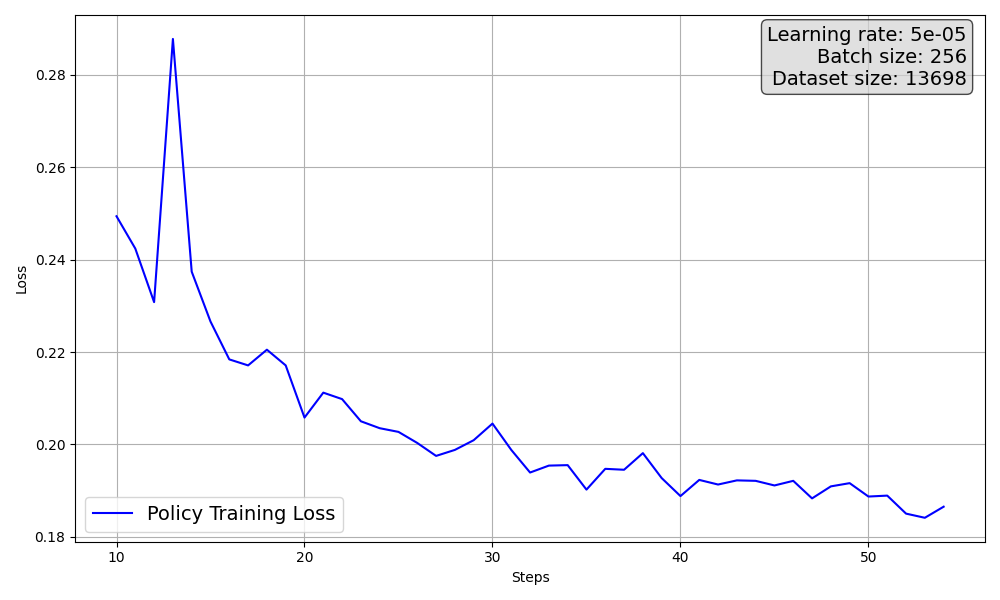 Learning rate: 5e-05
Batch size: 256
Dataset size: 13698
0.28
0.26
0.24
0.22
0.20
0.18
Loss
Policy Training Loss
10
20
30
40
50
Steps